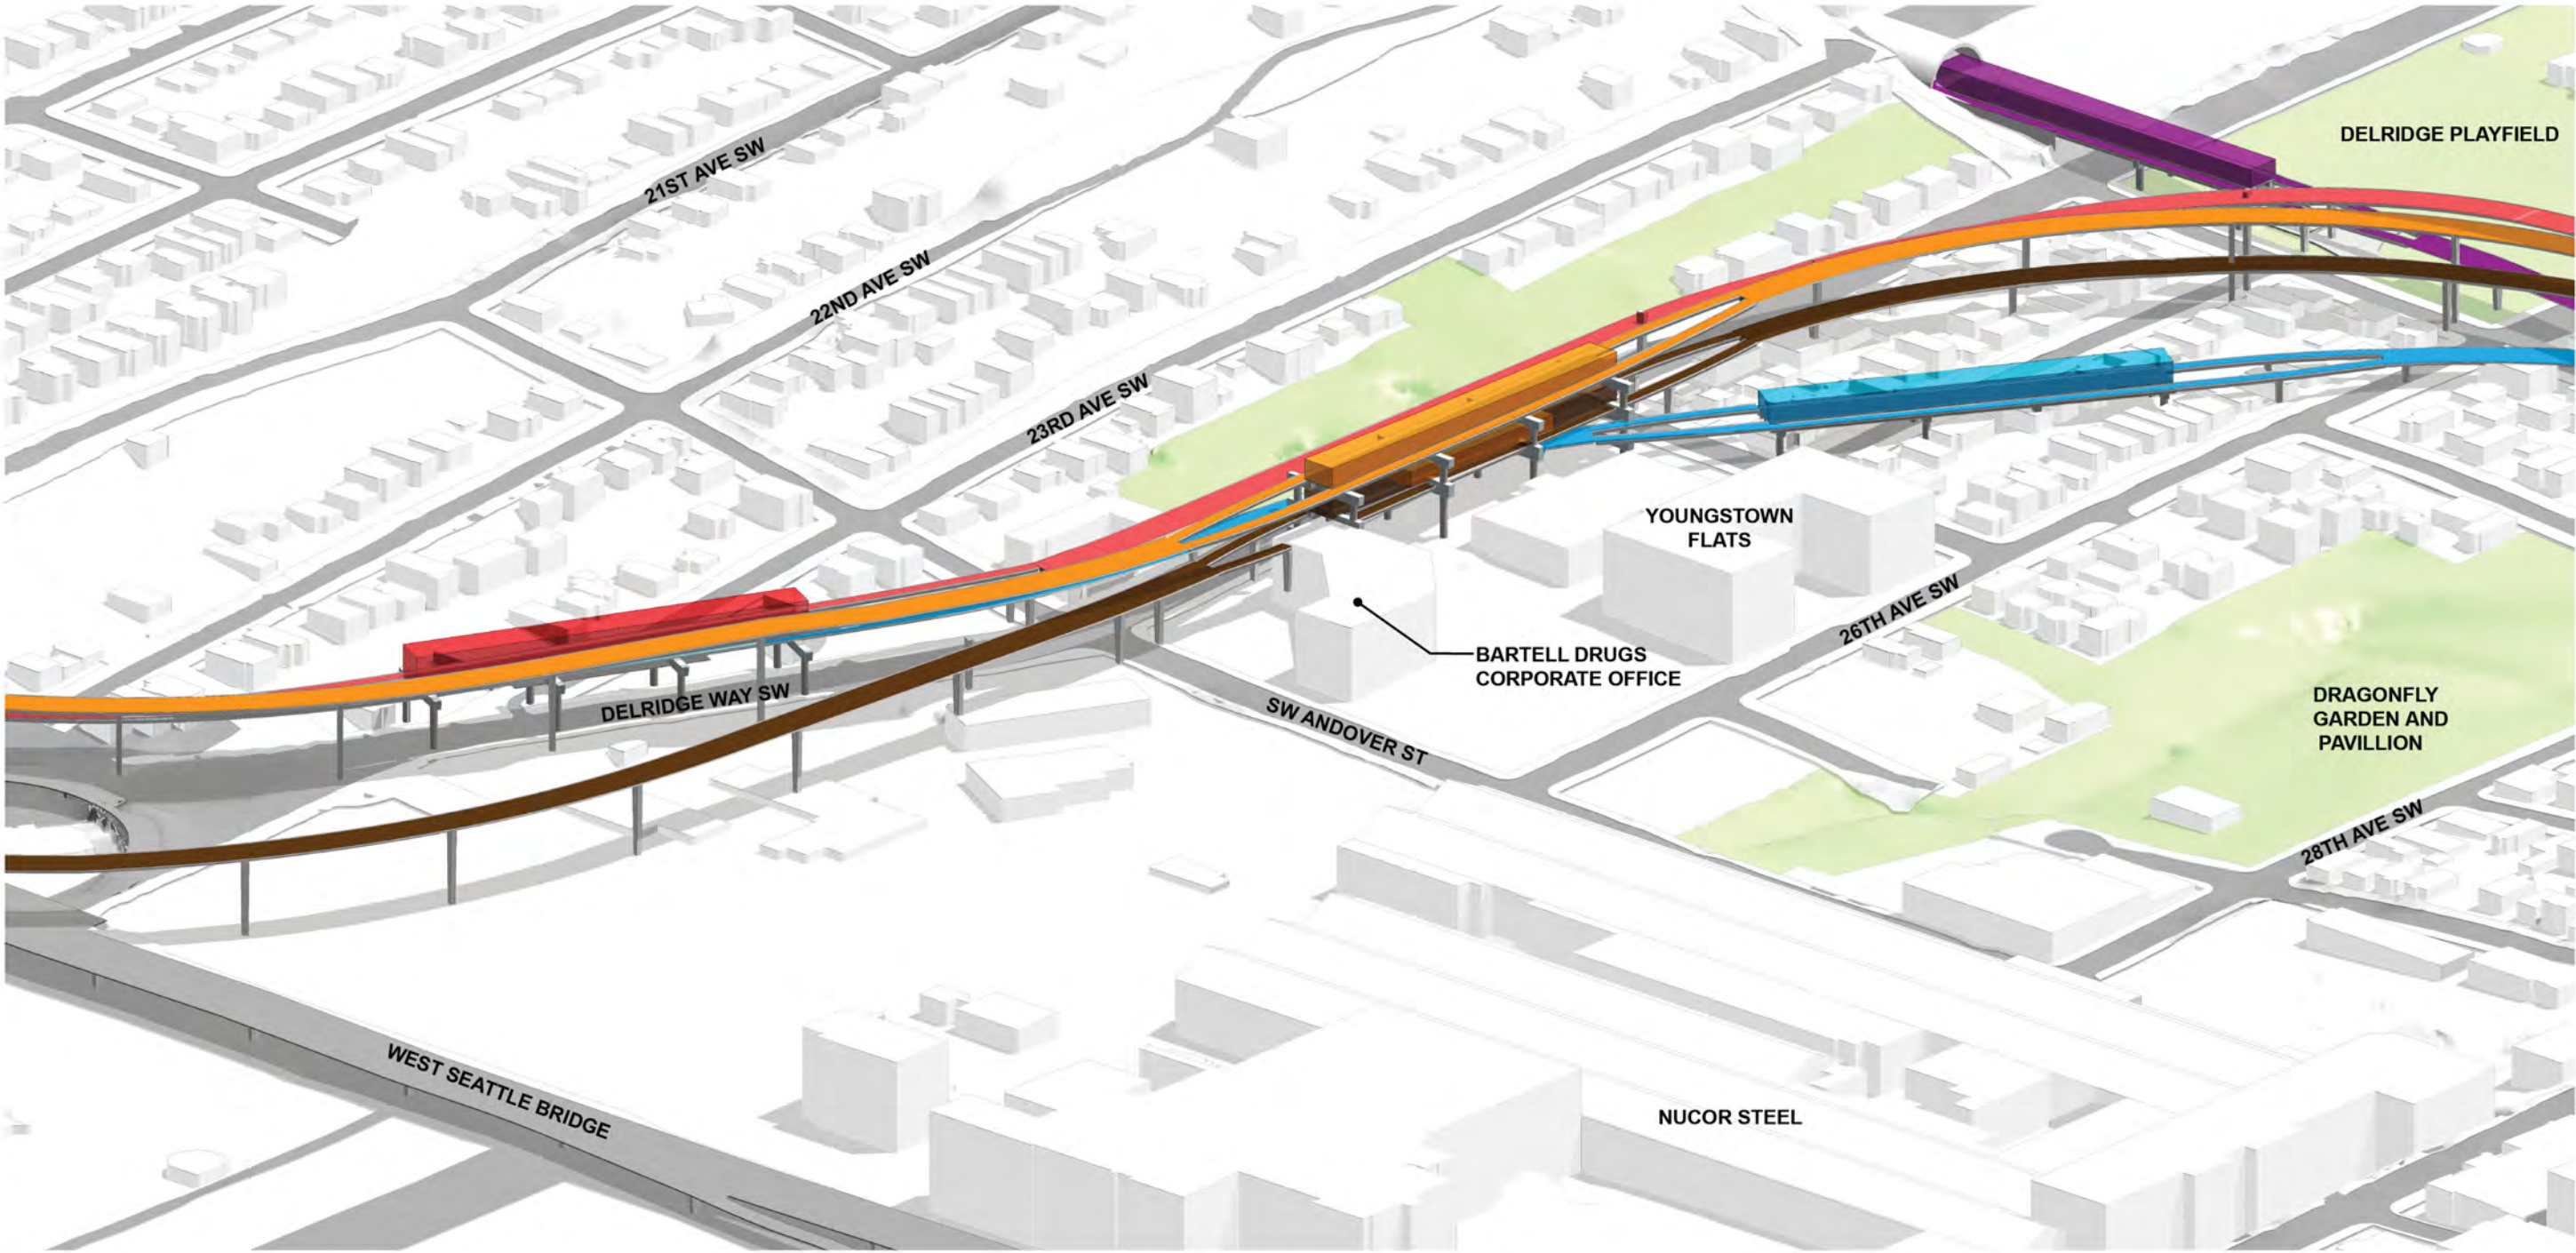 DELRIDGE PLAYFIELD
21ST AVE SW
22ND AVE SW
23RD AVE SW
YOUNGSTOWN
FLATS
26TH AVE SW
BARTELL DRUGS
CORPORATE OFFICE
DELRIDGE WAY SW
SW ANDOVER ST
DRAGONFLY
GARDEN AND
PAVILLION
28TH AVE SW
WEST SEATTLE BRIDGE
NUCOR STEEL